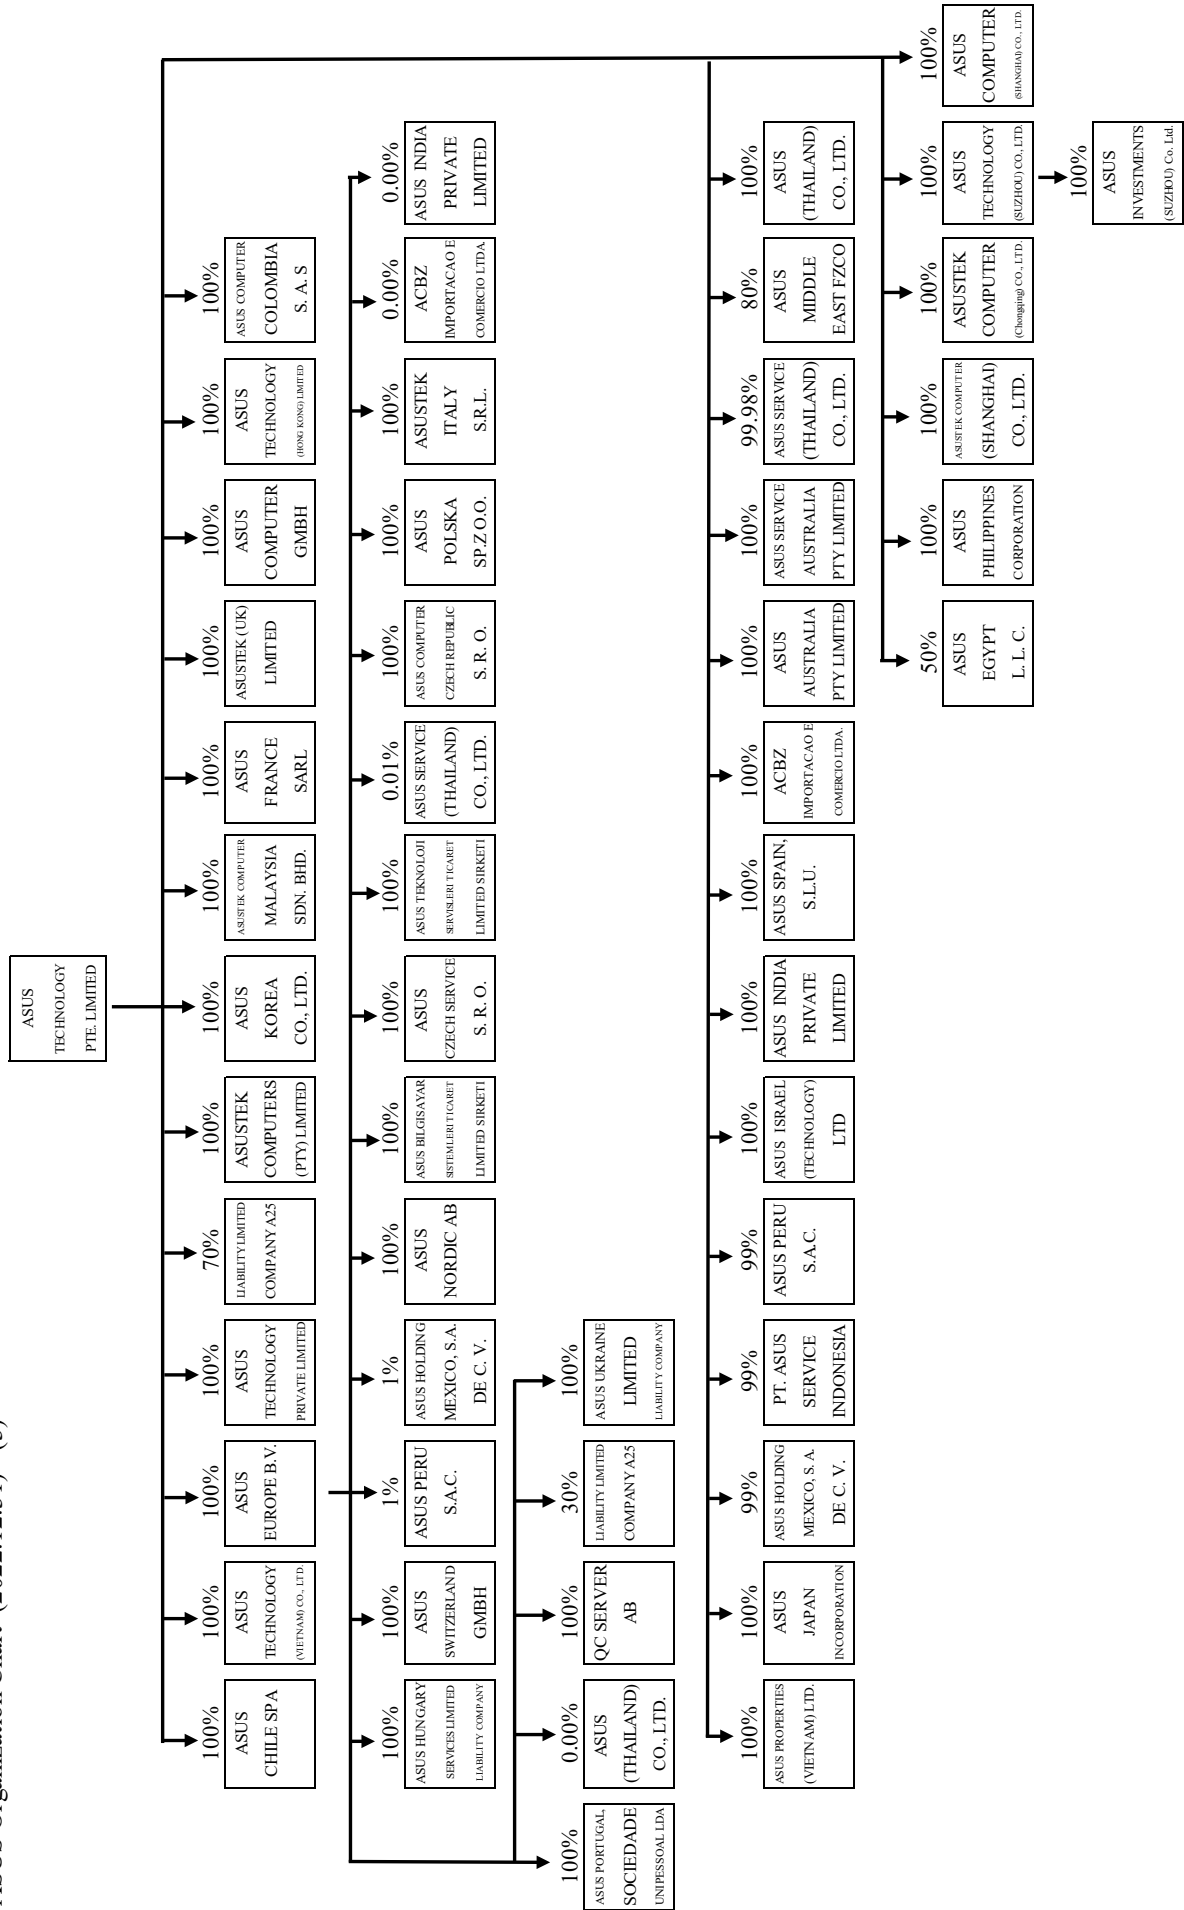 ASUS
TECHNOLOGY
PTE. LIMITED
100%
ASUS
CHILE SPA
100%
ASUS
TECHNOLOGY
(VIETNAM) CO., LTD.
100%
ASUS
EUROPE B.V.
100%
ASUS
TECHNOLOGY
PRIVATE LIMITED
70%
LIABILITY LIMITED
COMPANY A25
100%
ASUSTEK
COMPUTERS
(PTY) LIMITED
100%
ASUS
KOREA
CO., LTD.
100%
ASUSTEK COMPUTER
MALAYSIA
SDN. BHD.
100%
ASUS
FRANCE
SARL
100%
ASUSTEK (UK)
LIMITED
100%
ASUS
COMPUTER
GMBH
100%
ASUS
TECHNOLOGY
(HONG KONG) LIMITED
100%
ASUS COMPUTER
COLOMBIA
S. A. S
100%
ASUS HUNGARY
SERVICES LIMITED
LIABILITY COMPANY
100%
ASUS
SWITZERLAND
GMBH
1%
ASUS PERU
S.A.C.
1%
ASUS HOLDING
MEXICO, S.A.
DE C. V.
100%
ASUS
NORDIC AB
100%
ASUS BILGISAYAR
SISTEMLERI TICARET
LIMITED SIRKETI
100%
ASUS
CZECH SERVICE
S. R. O.
100%
ASUS TEKNOLOJI
SERVISLERI TICARET
LIMITED SIRKETI
0.01%
ASUS SERVICE
(THAILAND)
CO., LTD.
100%
ASUS COMPUTER
CZECH REPUBLIC
S. R. O.
100%
ASUS
POLSKA
SP.Z O.O.
100%
ASUSTEK
ITALY
S.R.L.
0.00%
ACBZ
IMPORTACAO E
COMERCIO LTDA.
0.00%
ASUS INDIA
PRIVATE
LIMITED
100%
ASUS PORTUGAL,
SOCIEDADE
UNIPESSOAL LDA
0.00%
ASUS
(THAILAND)
CO., LTD.
100%
QC SERVER
AB
30%
LIABILITY LIMITED
COMPANY A25
100%
ASUS UKRAINE
LIMITED
LIABILITY COMPANY
100%
ASUS PROPERTIES
(VIETNAM) LTD.
100%
ASUS
JAPAN
INCORPORATION
99%
ASUS HOLDING
MEXICO, S. A.
DE C. V.
99%
PT. ASUS
SERVICE
INDONESIA
99%
ASUS PERU
S.A.C.
100%
ASUS ISRAEL
(TECHNOLOGY)
LTD
100%
ASUS INDIA
PRIVATE
LIMITED
100%
ASUS SPAIN,
S.L.U.
100%
ACBZ
IMPORTACAO E
COMERCIO LTDA.
100%
ASUS
AUSTRALIA
PTY LIMITED
100%
ASUS SERVICE
AUSTRALIA
PTY LIMITED
99.98%
ASUS SERVICE
(THAILAND)
CO., LTD.
80%
ASUS
MIDDLE
EAST FZCO
100%
ASUS
(THAILAND)
CO., LTD.
50%
ASUS
EGYPT
L. L. C.
100%
ASUS
PHILIPPINES
CORPORATION
100%
ASUSTEK COMPUTER
(SHANGHAI)
CO., LTD.
100%
ASUSTEK
COMPUTER
(Chongqing) CO., LTD.
100%
ASUS
TECHNOLOGY
(SUZHOU) CO., LTD.
100%
ASUS
COMPUTER
(SHANGHAI) CO., LTD.
100%
ASUS
INVESTMENTS
(SUZHOU) Co. Ltd.